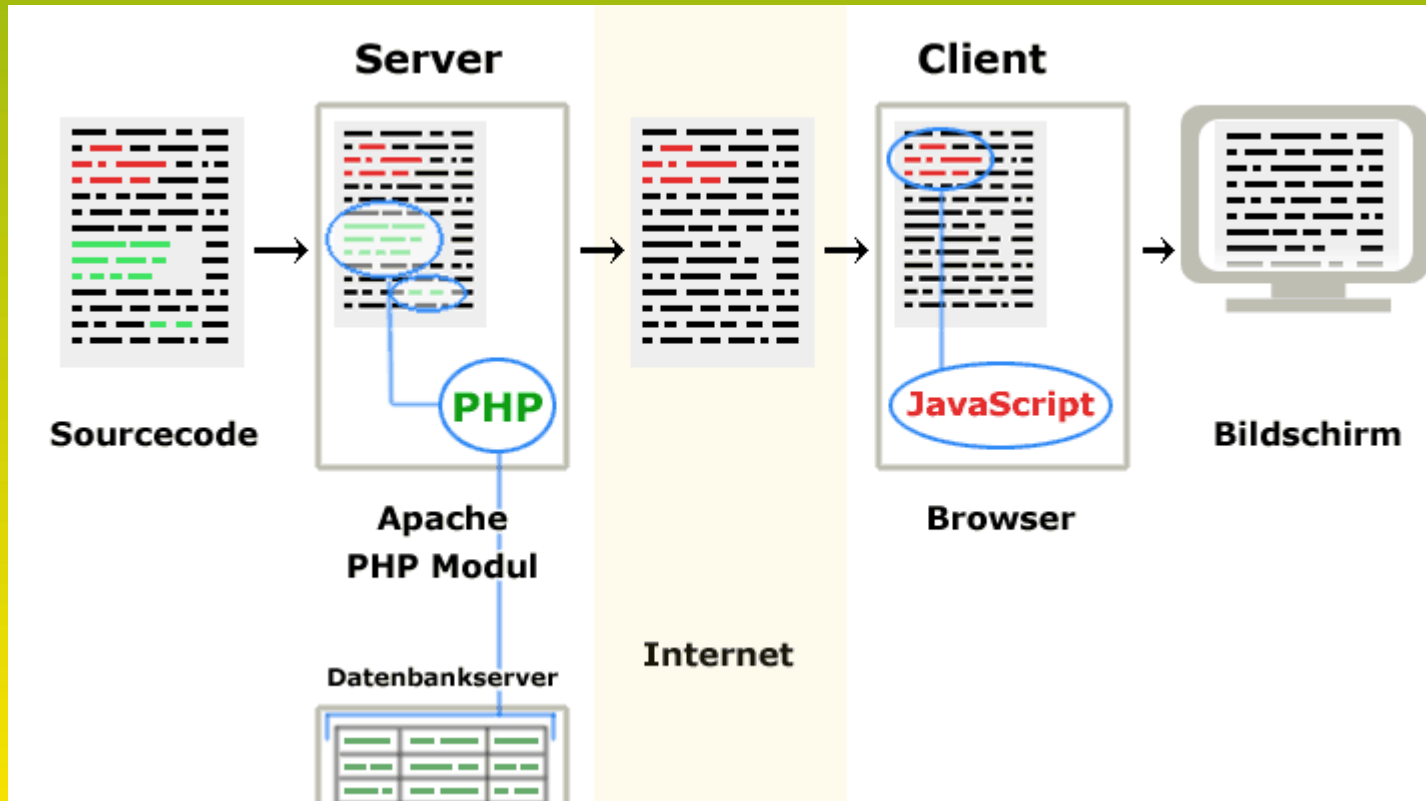 Server
Client
PHP
JavaScript
Sourcecode
Bildschirm
Apache
PHP Modul
Browser
Internet
Datenbankserver